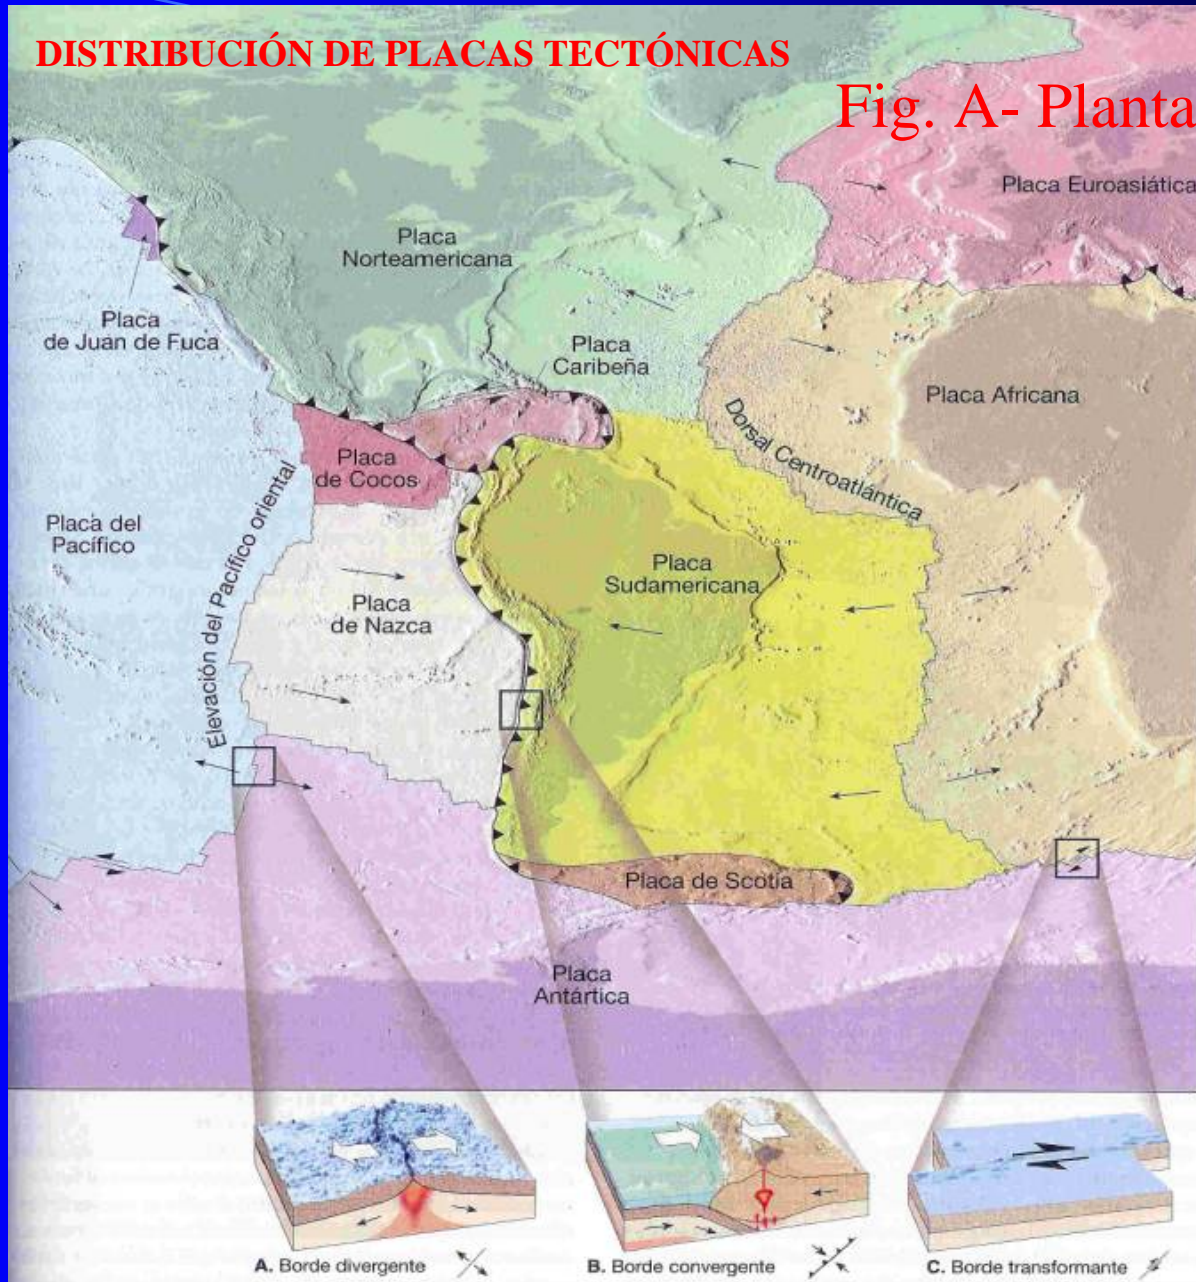 DISTRIBUCIÓN DE PLACAS TECTÓNICAS
Fig. A- Planta
Placa Euroasiática
Placa
Norteamericana
Placa
de Juan de Fuca
Placa
Caribeña
Placa Africana
Dorsal Centroatlántica
Placa
de Cocos
Elevación del Pacífico oriental
Placa del
Pacífico
Placa
Sudamericana
Placa
de Nazca
Placa de Scotia
Placa
Antártica
A. Borde divergente
B. Borde convergente
C. Borde transformante